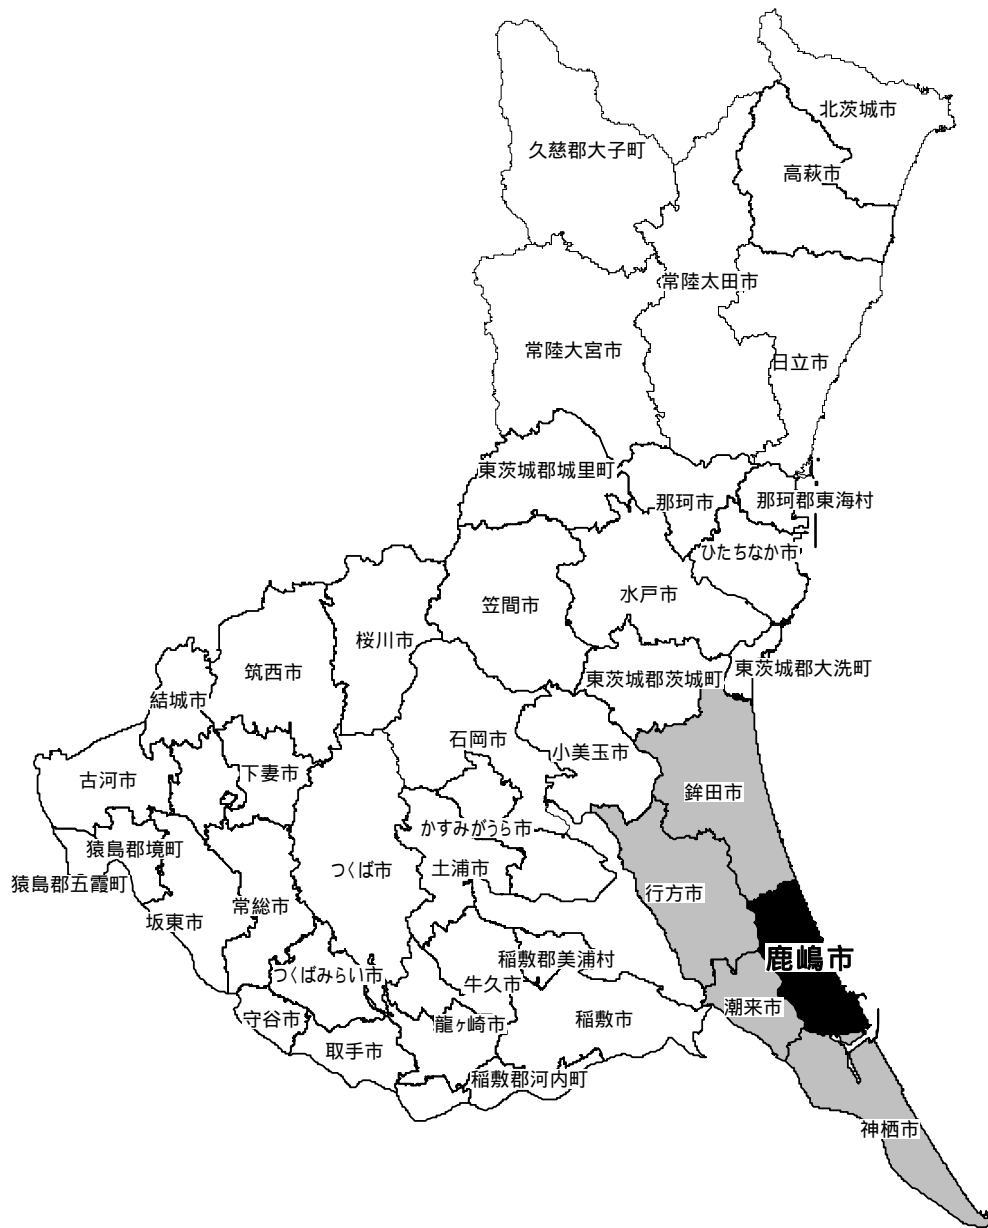 北茨城市
久慈郡大子町
高萩市
常陸太田市
常陸大宮市
日立市
東茨城郡城里町
那珂市
那珂郡東海村
ひたちなか市
水戸市
笠間市
桜川市
筑西市
東茨城郡大洗町
東茨城郡茨城町
結城市
石岡市
小美玉市
下妻市
古河市
鉾田市
かすみがうら市
猿島郡境町
つくば市
土浦市
猿島郡五霞町
行方市
常総市
坂東市
鹿嶋市
稲敷郡美浦村
つくばみらい市
牛久市
潮来市
守谷市
龍ヶ崎市
稲敷市
取手市
稲敷郡河内町
神栖市